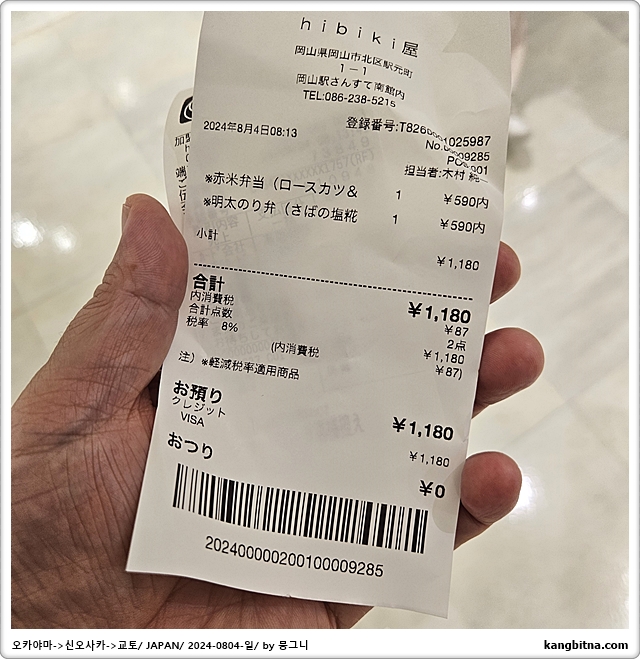 hibiki屋
岡山県岡山市北区駅元町
1－1
岡山駅さんすて南館内
TEL:086-238-5215
2024年8月4日08:13
登録番号:T8260 1025987
No. 9285
担当者:木村
※赤米弁当（ロースカツ＆ 1 ¥590内
※明太のり弁（さばの塩糀 1 ¥590内
小計 ¥1,180
合計 ¥1,180
内消費税 ¥87
合計点数 2点
税率 8% ¥1,180
(内消費税 ¥87)
注）※軽減税率適用商品
お預り ¥1,180
クレジット ¥1,180
VISA
おつり ¥0
202400000200100009285
오카야마->신오사카->교토/ JAPAN/ 2024-0804-일/ by 뭉그니
kangbitna.com